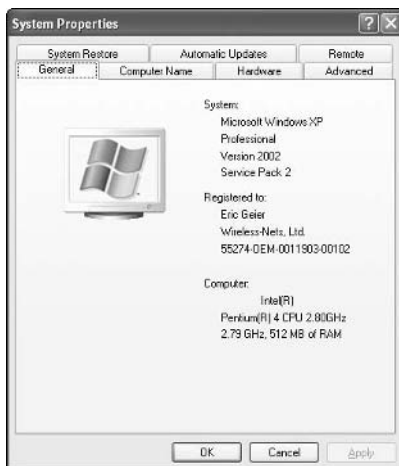 System Properties
System Restore Automatic Updates Remote
General Computer Name Hardware Advanced
System:
Microsoft Windows XP
Professional
Version 2002
Service Pack 2
Registered to:
Eric Geier
Wireless-Nets, Ltd.
55274-OEM-0011903-00102
Computer:
Intel(R)
Pentium(R) 4 CPU 2.80GHz
2.79 GHz, 512 MB of RAM
OK Cancel Apply